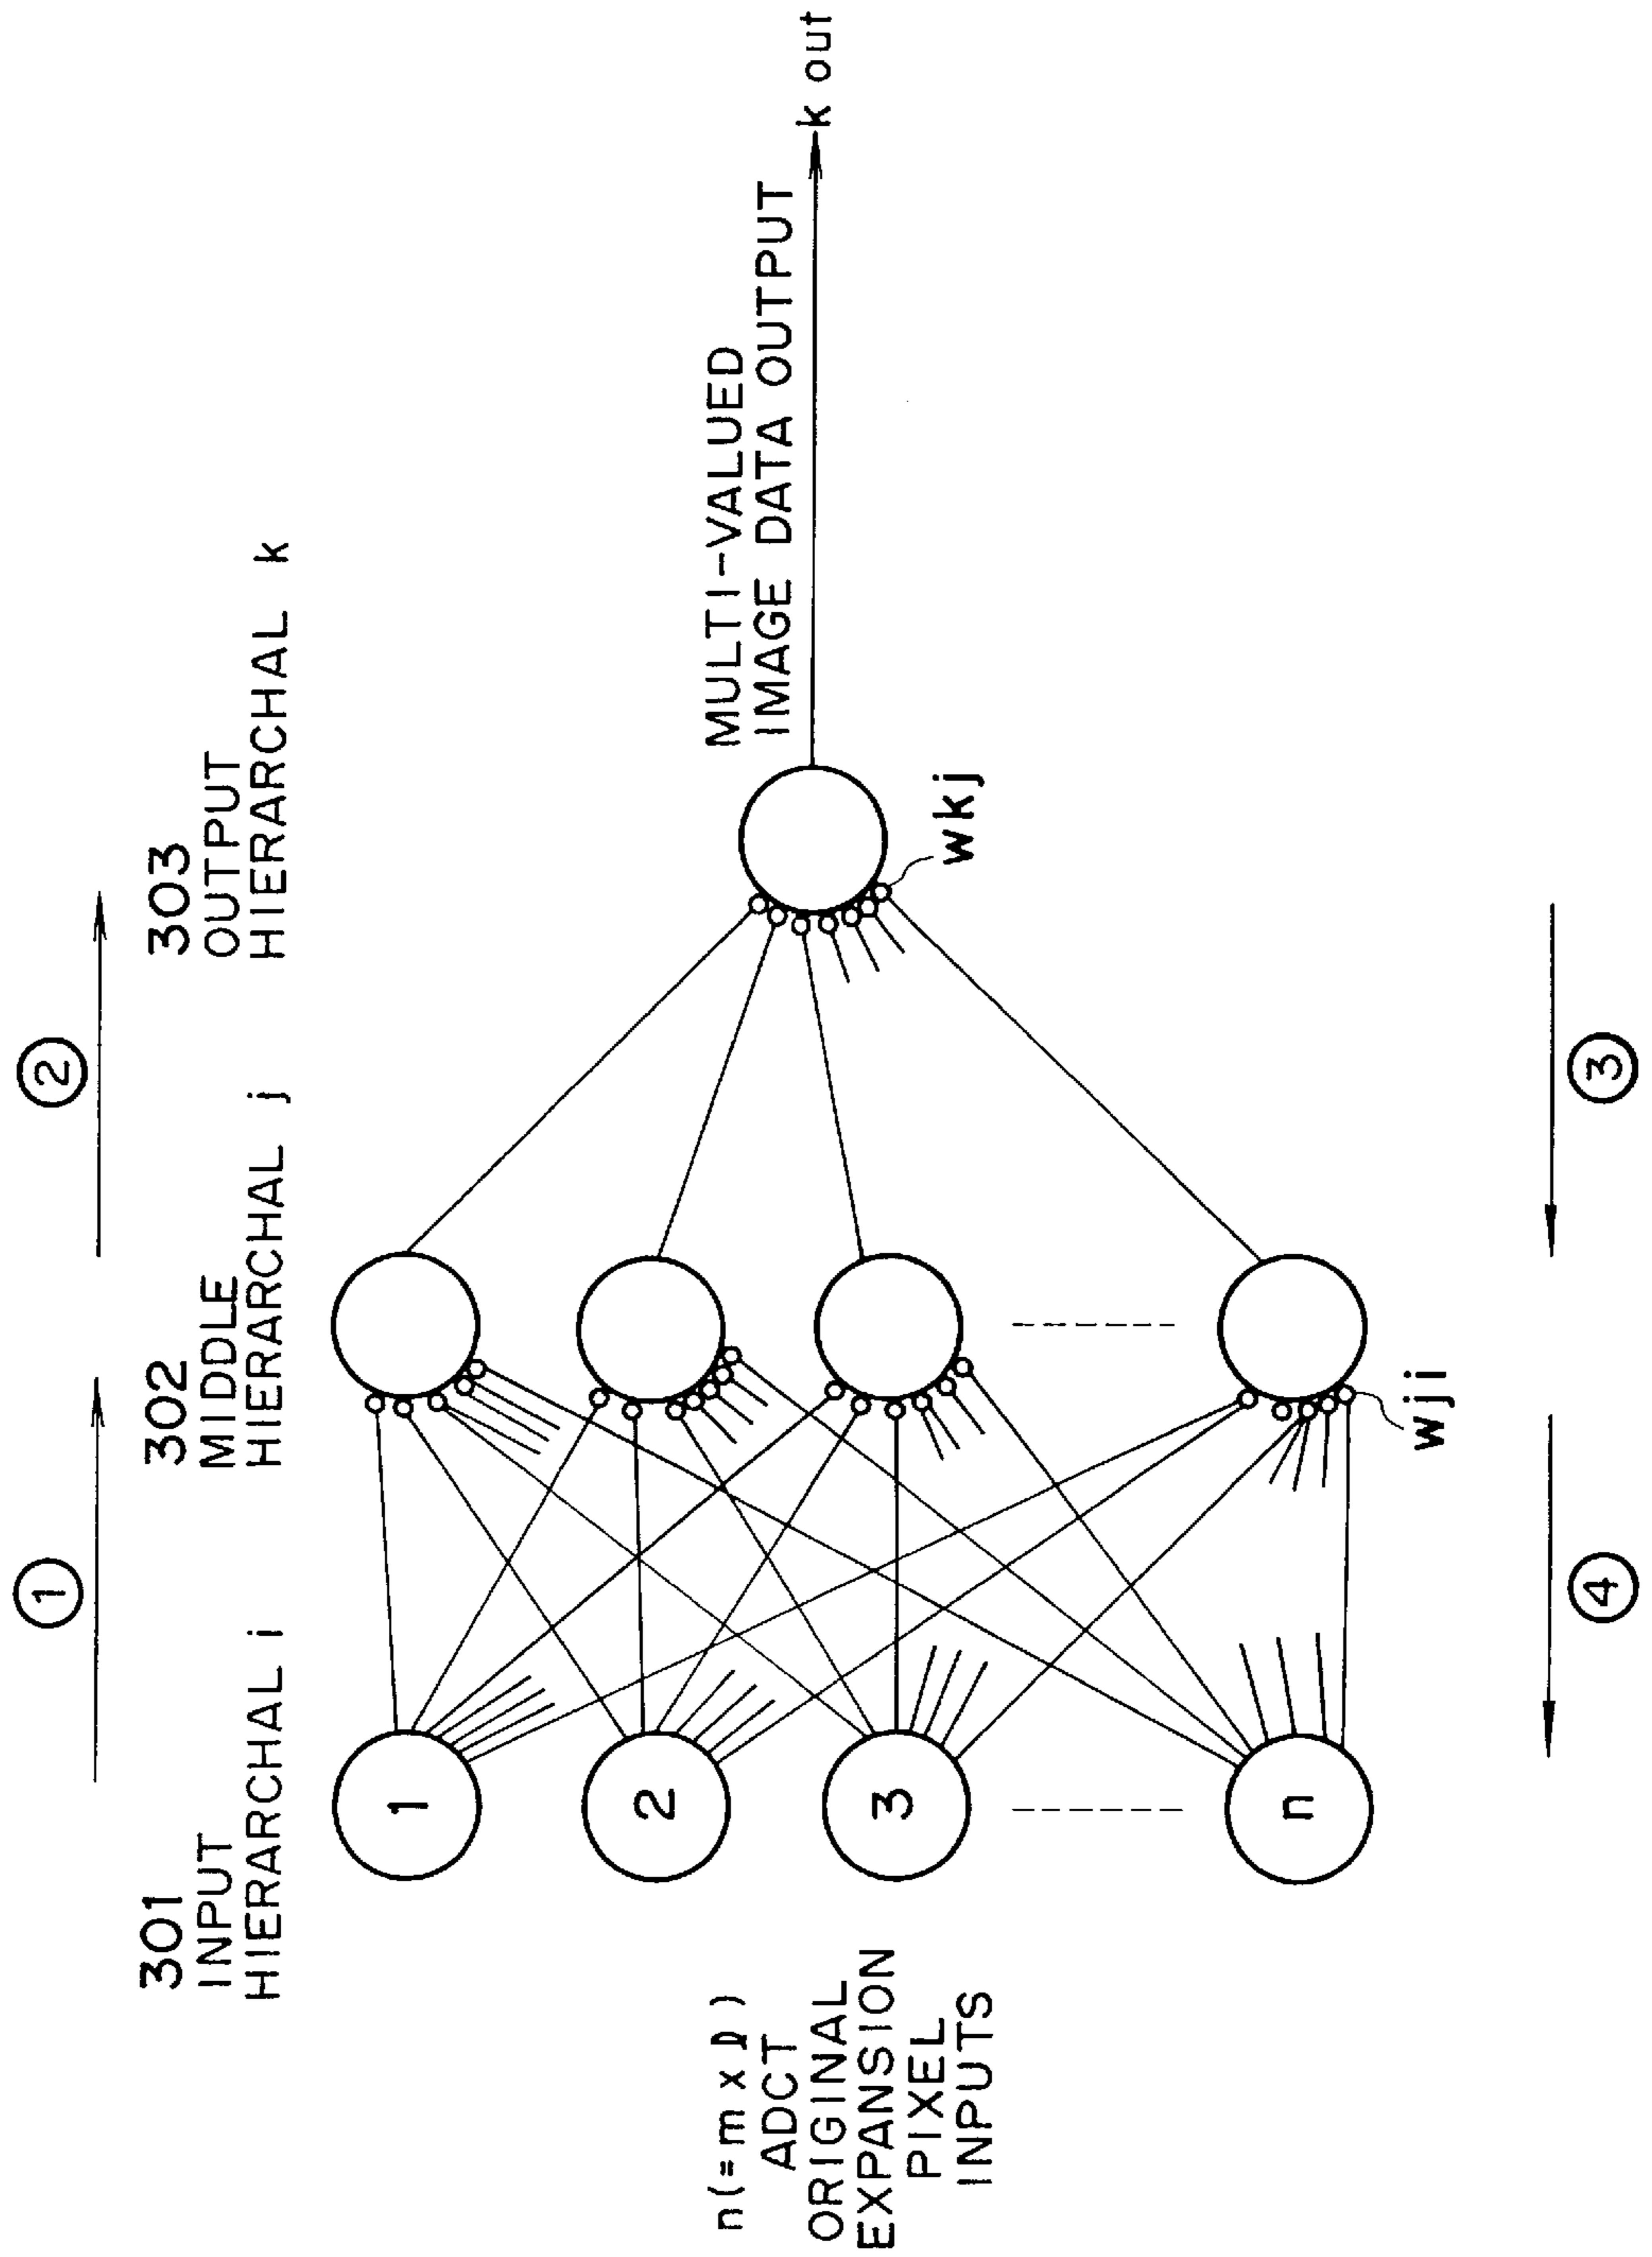 ①
②
301
INPUT
HIERARCHAL i
302
MIDDLE
HIERARCHAL j
303
OUTPUT
HIERARCHAL k
n(=m×ℓ)
ADCT
ORIGINAL
EXPANSION
PIXEL
INPUTS
1
2
3
n
MULTI-VALUED
IMAGE DATA OUTPUT
k out
wkj
wji
④
③